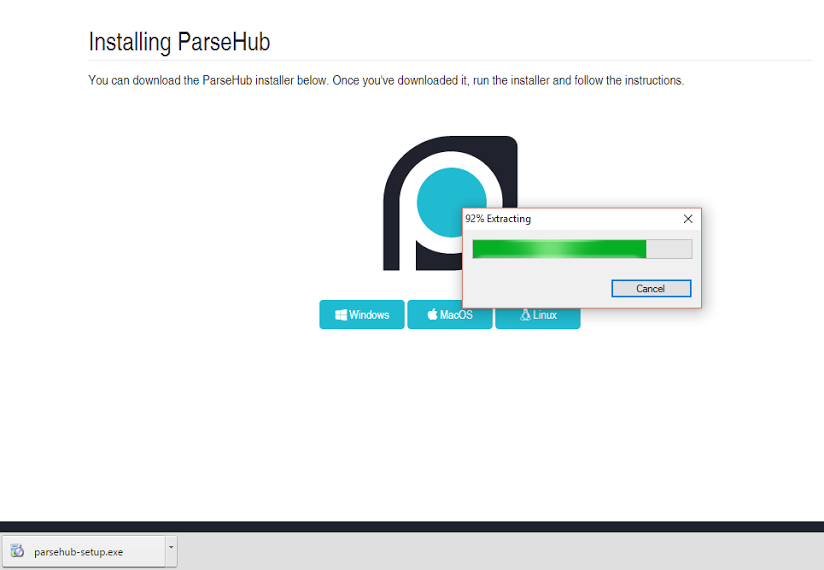 Installing ParseHub
You can download the ParseHub installer below. Once you've downloaded it, run the installer and follow the instructions.
92% Extracting
Cancel
Windows
MacOS
Linux
parsehub-setup.exe